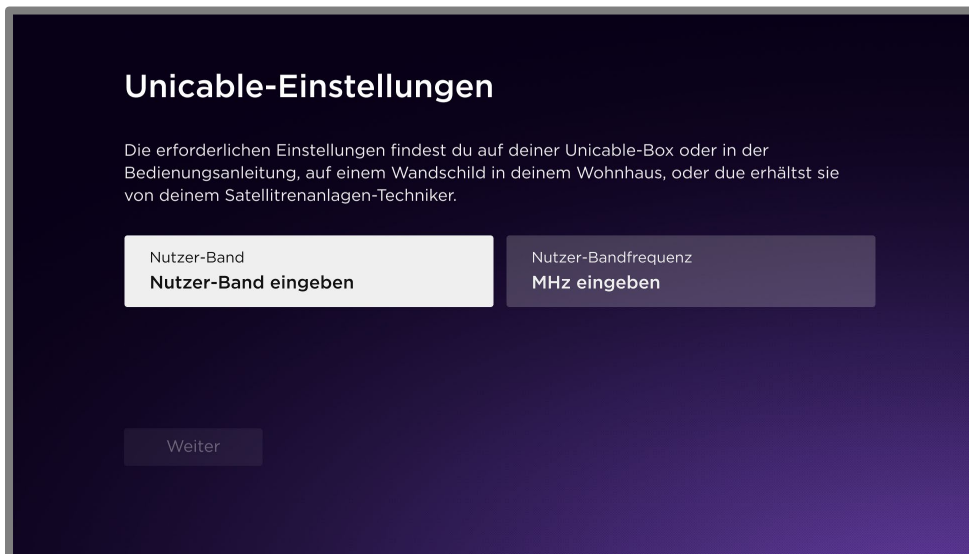 Unicable-Einstellungen
Die erforderlichen Einstellungen findest du auf deiner Unicable-Box oder in der
Bedienungsanleitung, auf einem Wandschild in deinem Wohnhaus, oder due erhältst sie
von deinem Satellitrenanlagen-Techniker.
Nutzer-Band
Nutzer-Band eingeben
Nutzer-Bandfrequenz
MHz eingeben
Weiter